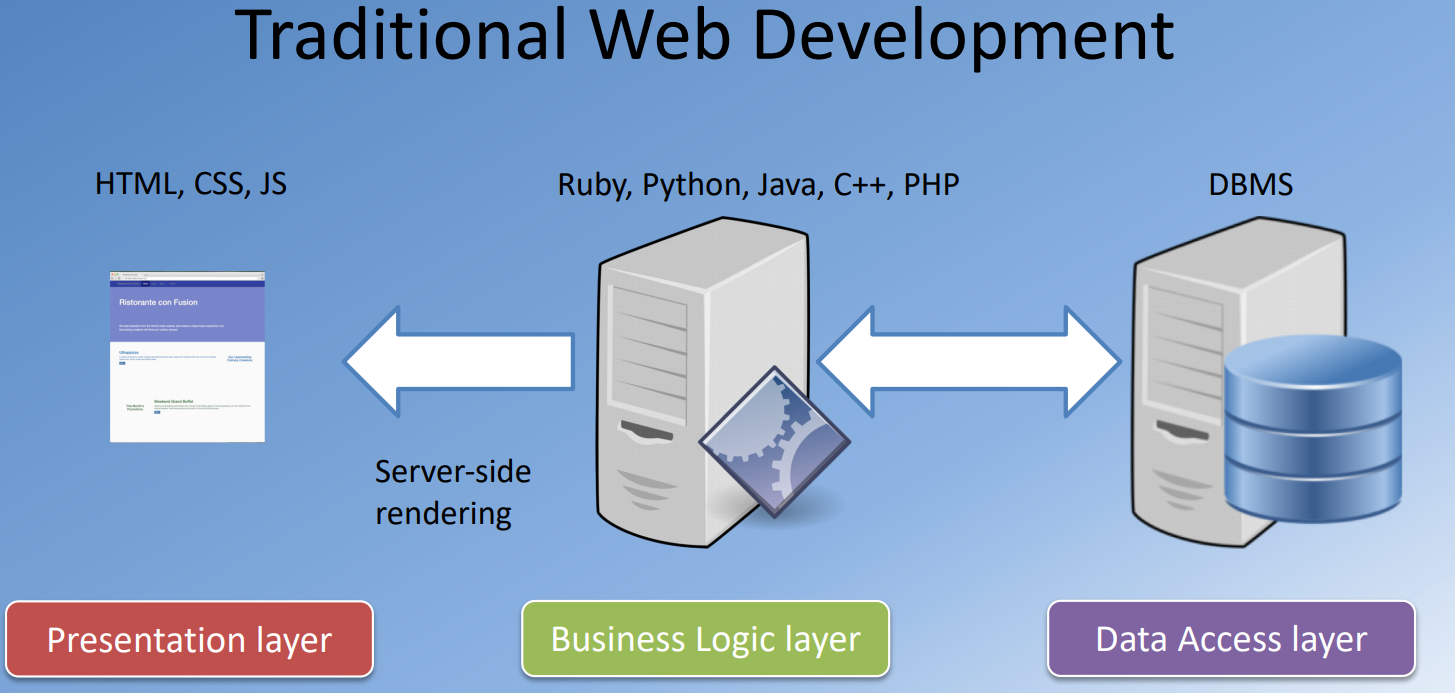 Traditional Web Development
HTML, CSS, JS
Ruby, Python, Java, C++, PHP
DBMS
Ristorante con Fusion
Server-side
rendering
Presentation layer
Business Logic layer
Data Access layer